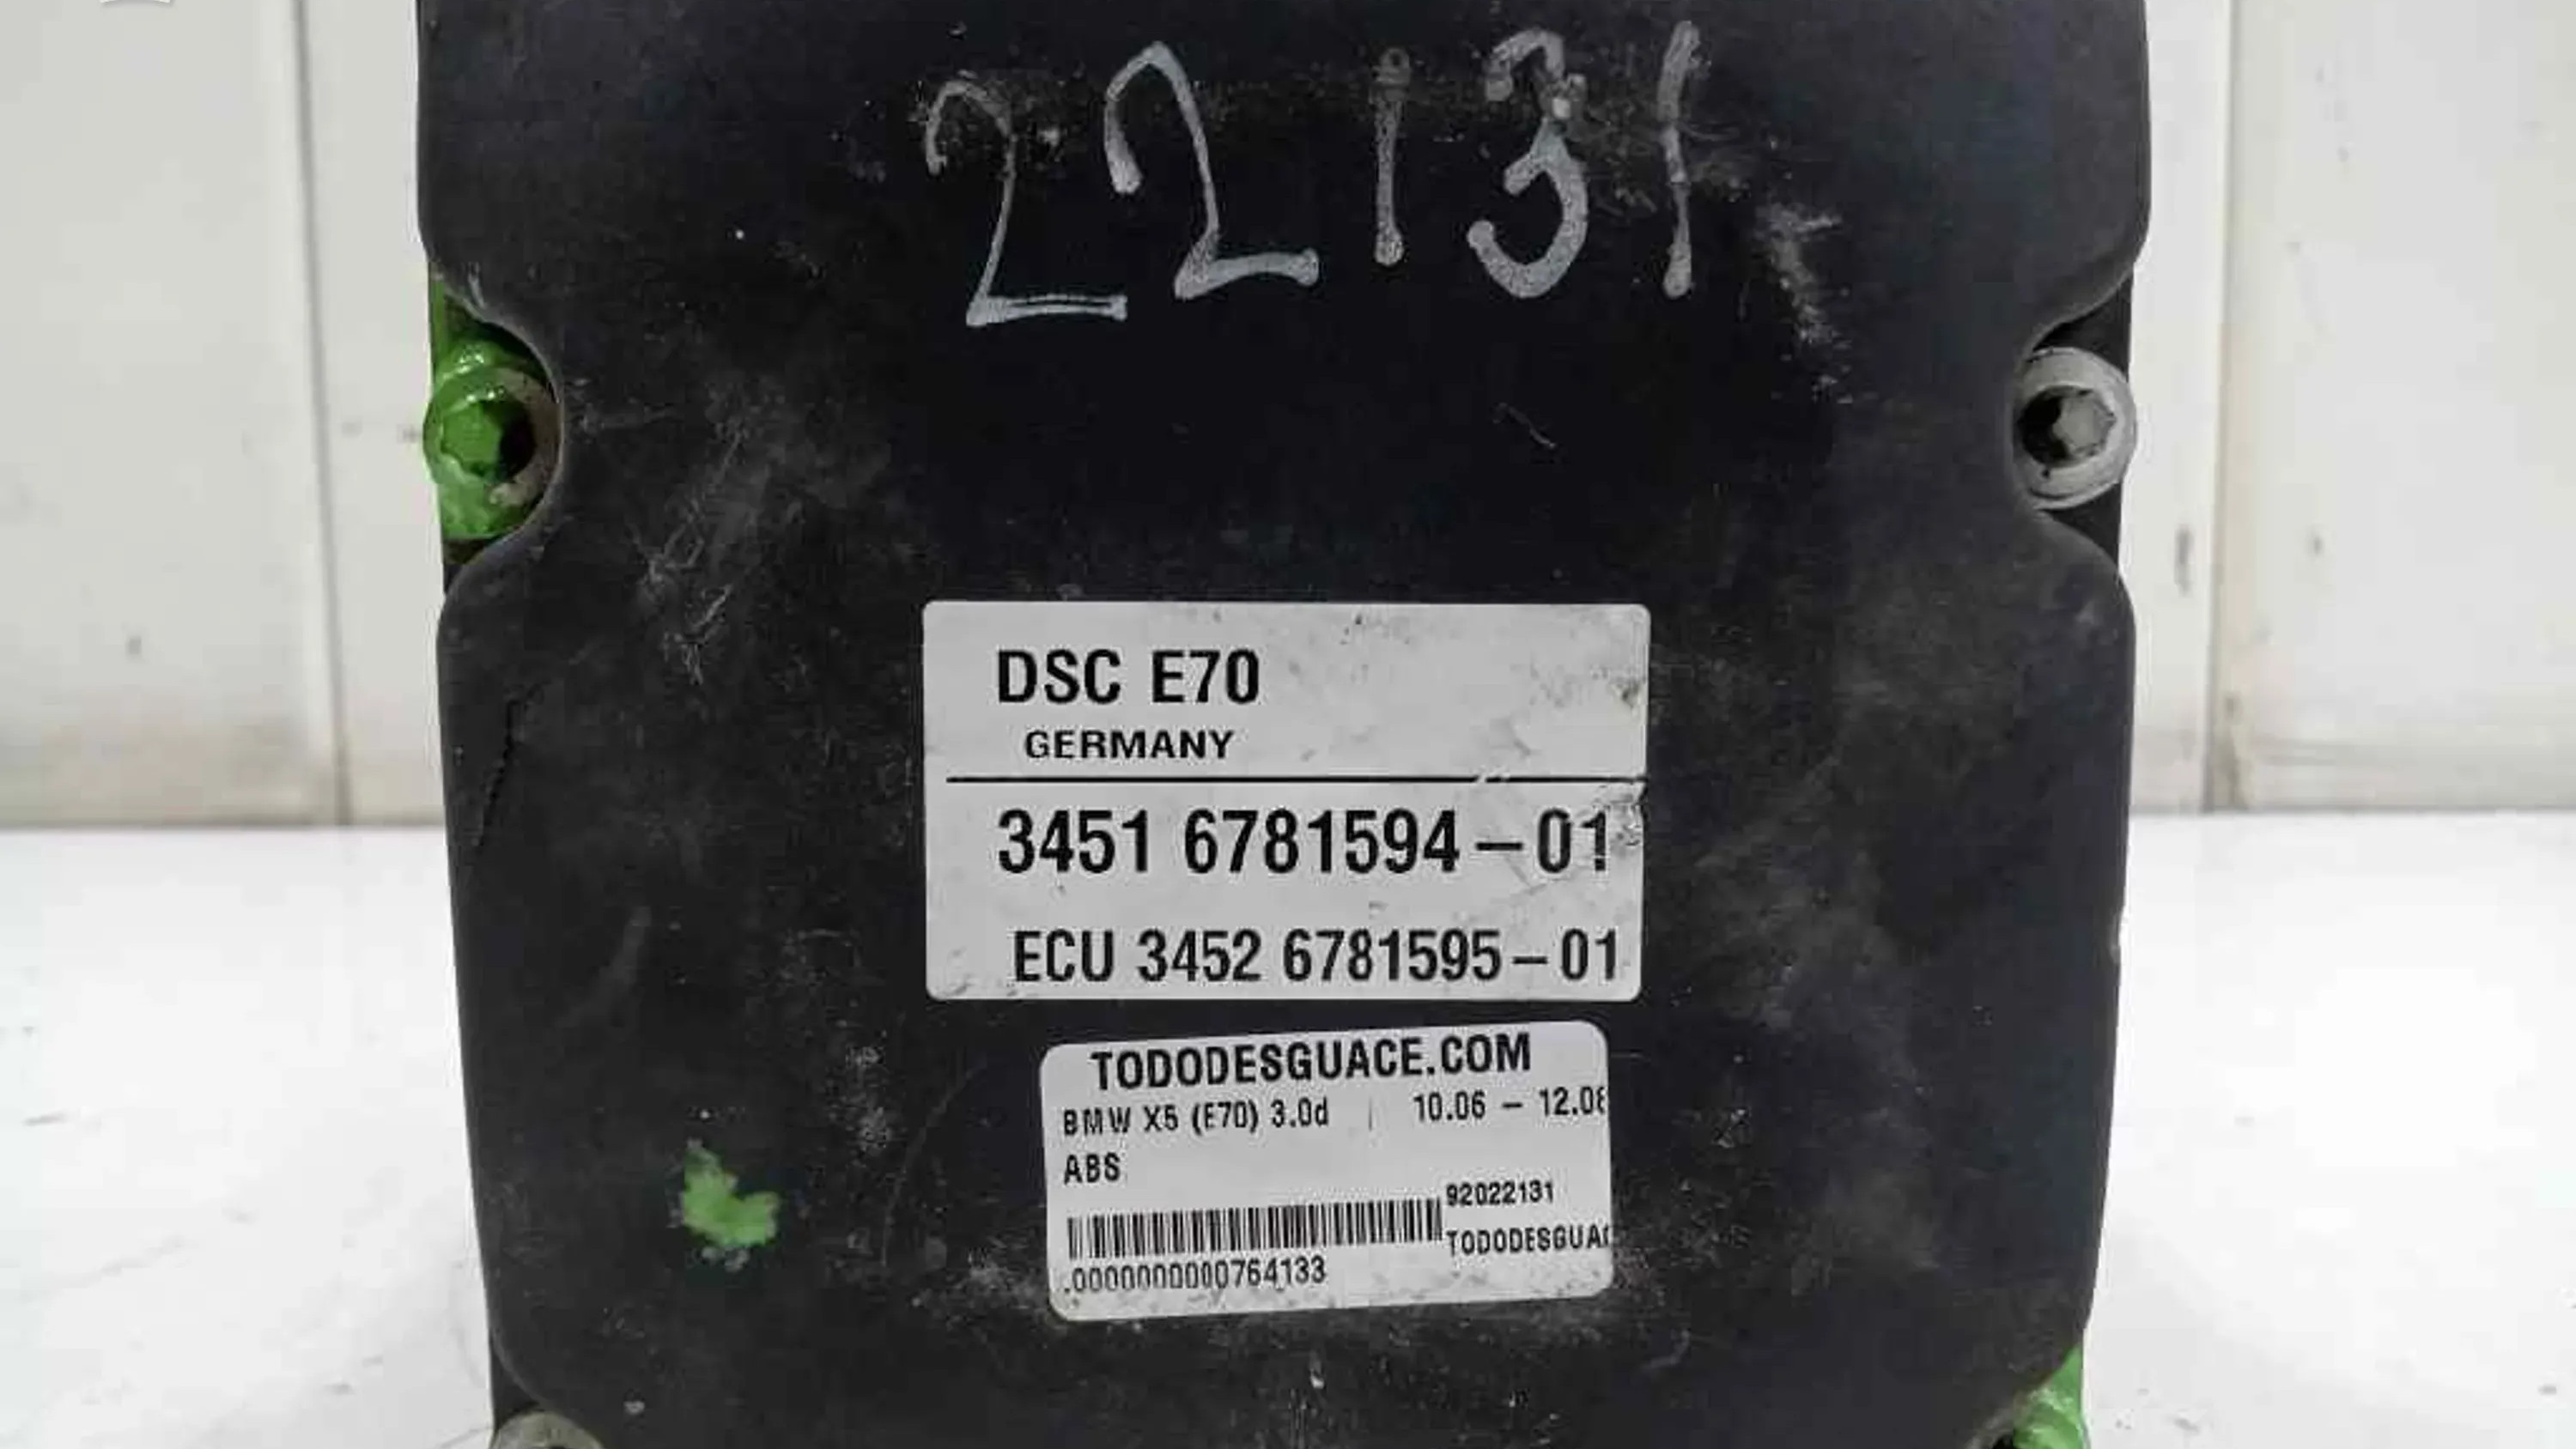 22131
DSC E70
GERMANY
3451 6781594-01
ECU 3452 6781595-01
TODODESGUACE.COM
BMW X5 (E70) 3.0d | 10.06 - 12.08
ABS
92022131
TODODESGUAC
.0000000000764133